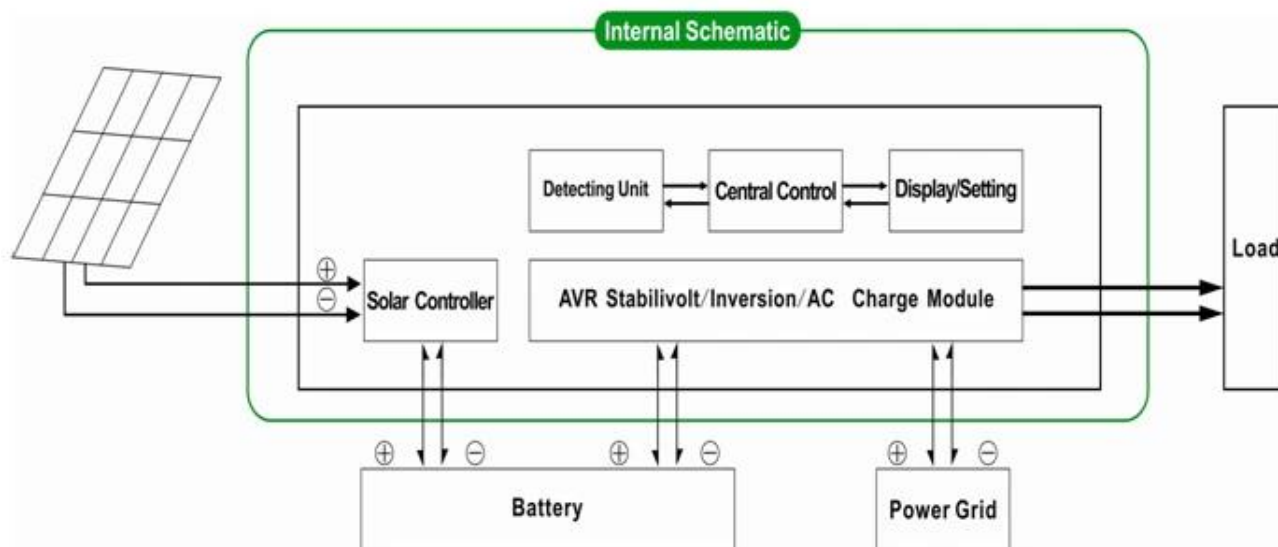 Internal Schematic
Detecting Unit
Central Control
Display/Setting
Load
⊕
⊖
Solar Controller
AVR Stabilivolt/Inversion/AC Charge Module
⊕ ⊖ ⊕ ⊖ ⊕ ⊖
Battery
Power Grid